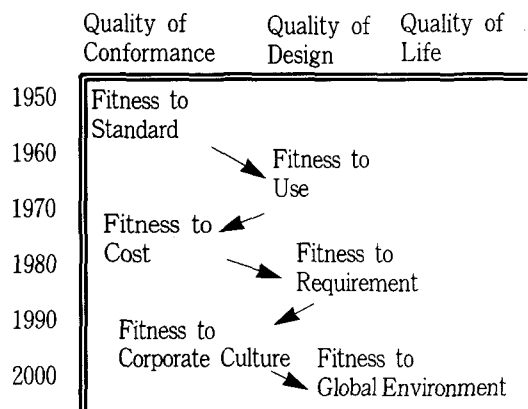 Quality of Conformance
Quality of Design
Quality of Life
1950
Fitness to Standard
1960
Fitness to Use
1970
Fitness to Cost
1980
Fitness to Requirement
1990
Fitness to Corporate Culture
2000
Fitness to Global Environment